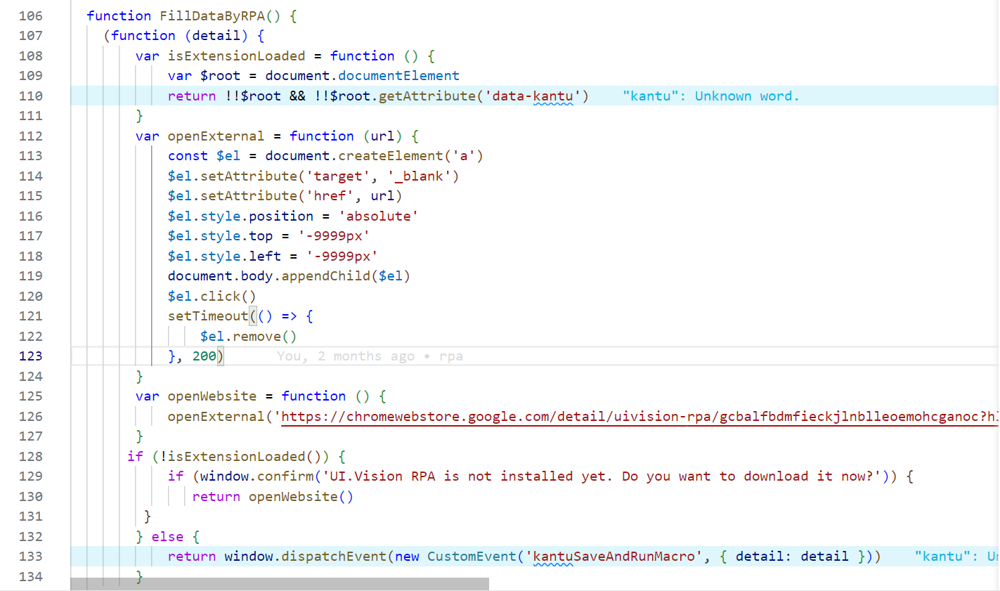 106 function FillDataByRPA() {
107 (function (detail) {
108 var isExtensionLoaded = function () {
109 var $root = document.documentElement
110 return !!$root && !!$root.getAttribute('data-kantu') "kantu": Unknown word.
111 }
112 var openExternal = function (url) {
113 const $el = document.createElement('a')
114 $el.setAttribute('target', '_blank')
115 $el.setAttribute('href', url)
116 $el.style.position = 'absolute'
117 $el.style.top = '-9999px'
118 $el.style.left = '-9999px'
119 document.body.appendChild($el)
120 $el.click()
121 setTimeout(() => {
122 $el.remove()
123 }, 200) You, 2 months ago • rpa
124 }
125 var openWebsite = function () {
126 openExternal('https://chromewebstore.google.com/detail/uivision-rpa/gcbalfbdmfieckjlnblleoemohcganoc?hl
127 }
128 if (!isExtensionLoaded()) {
129 if (window.confirm('UI.Vision RPA is not installed yet. Do you want to download it now?')) {
130 return openWebsite()
131 }
132 } else {
133 return window.dispatchEvent(new CustomEvent('kantuSaveAndRunMacro', { detail: detail })) "kantu":
134 }